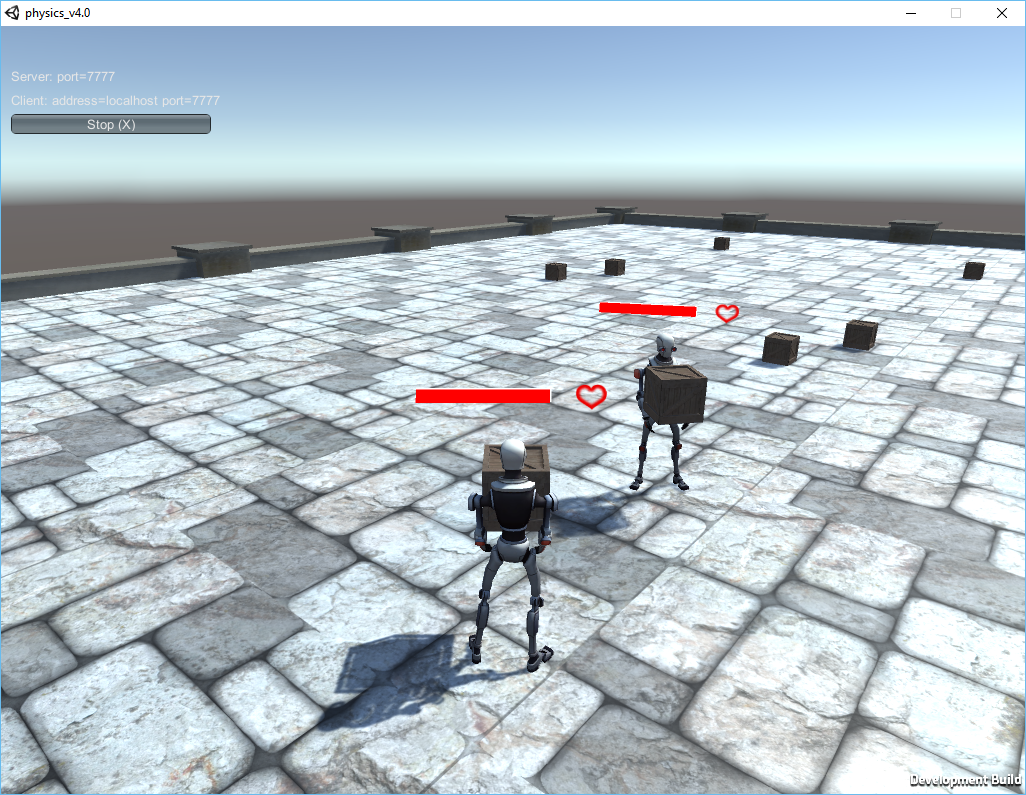 physics_v4.0
Server: port=7777
Client: address=localhost port=7777
Stop (X)
Development Build